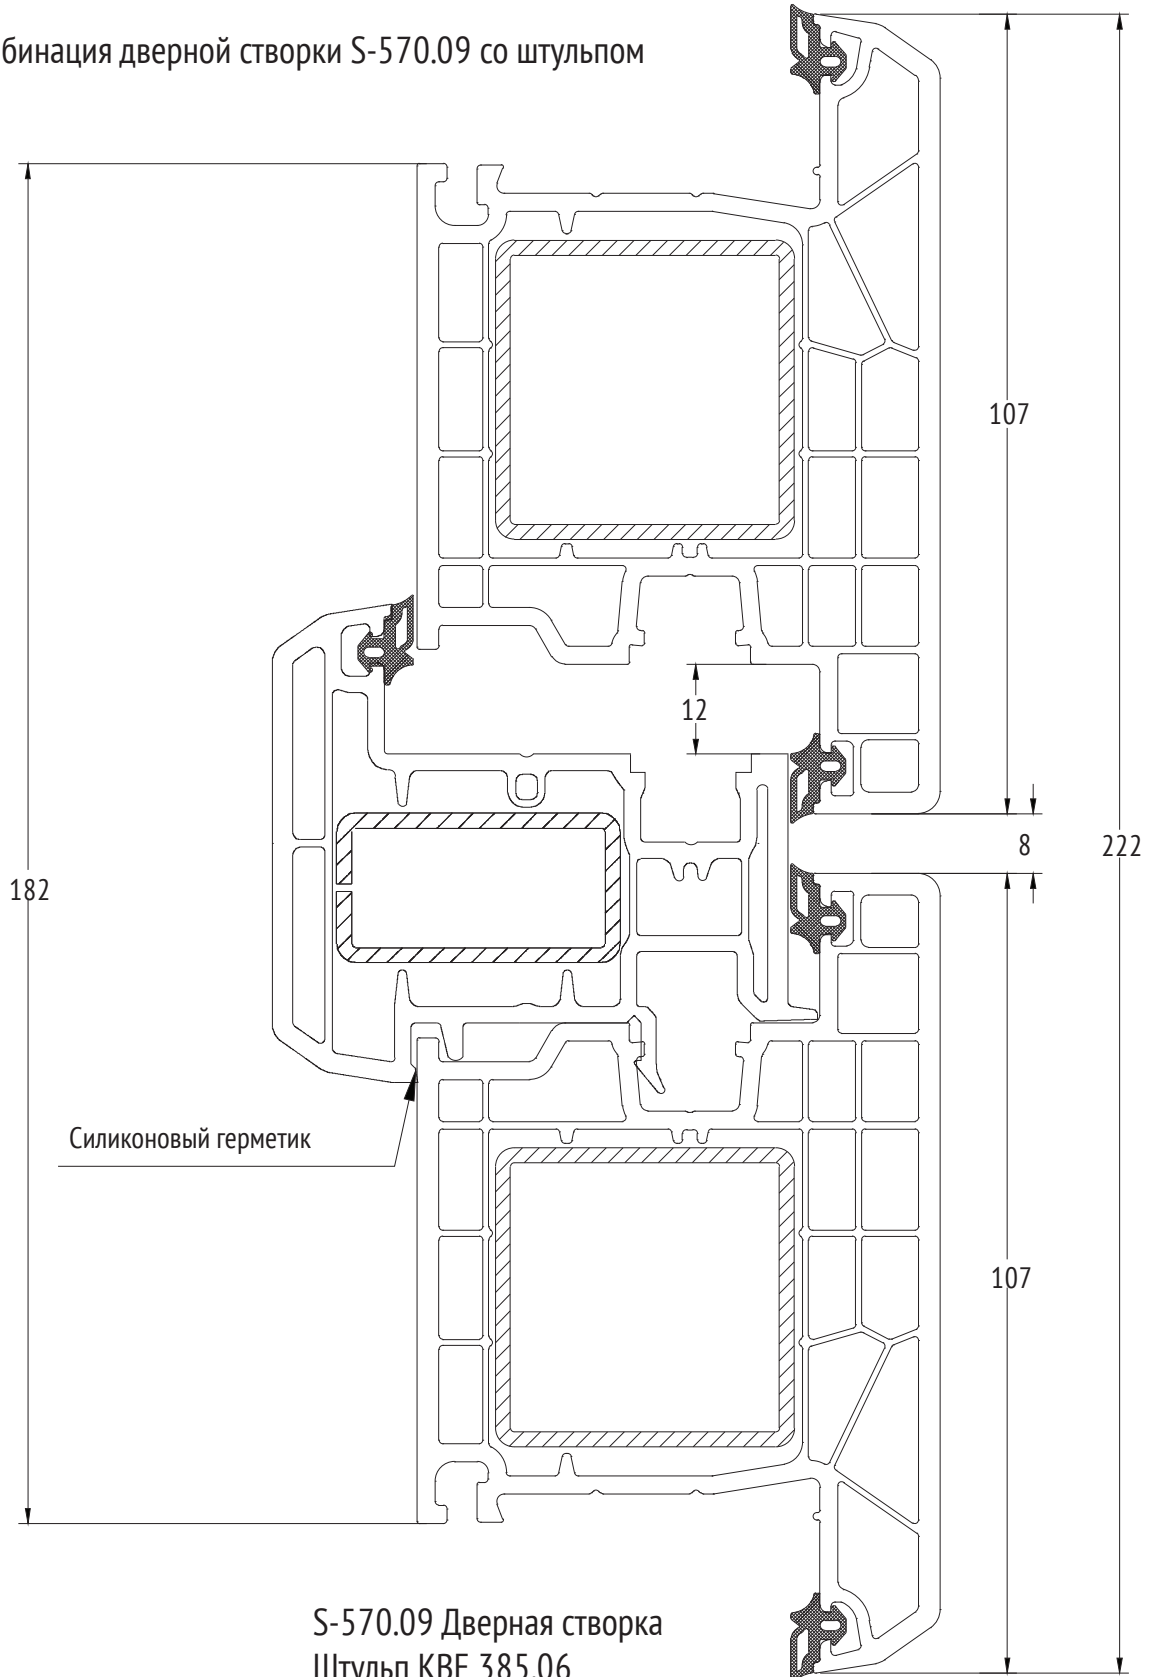 бинация дверной створки S-570.09 со штульпом
107
12
8
222
182
Силиконовый герметик
107
S-570.09 Дверная створка
Штульп KBE 385.06